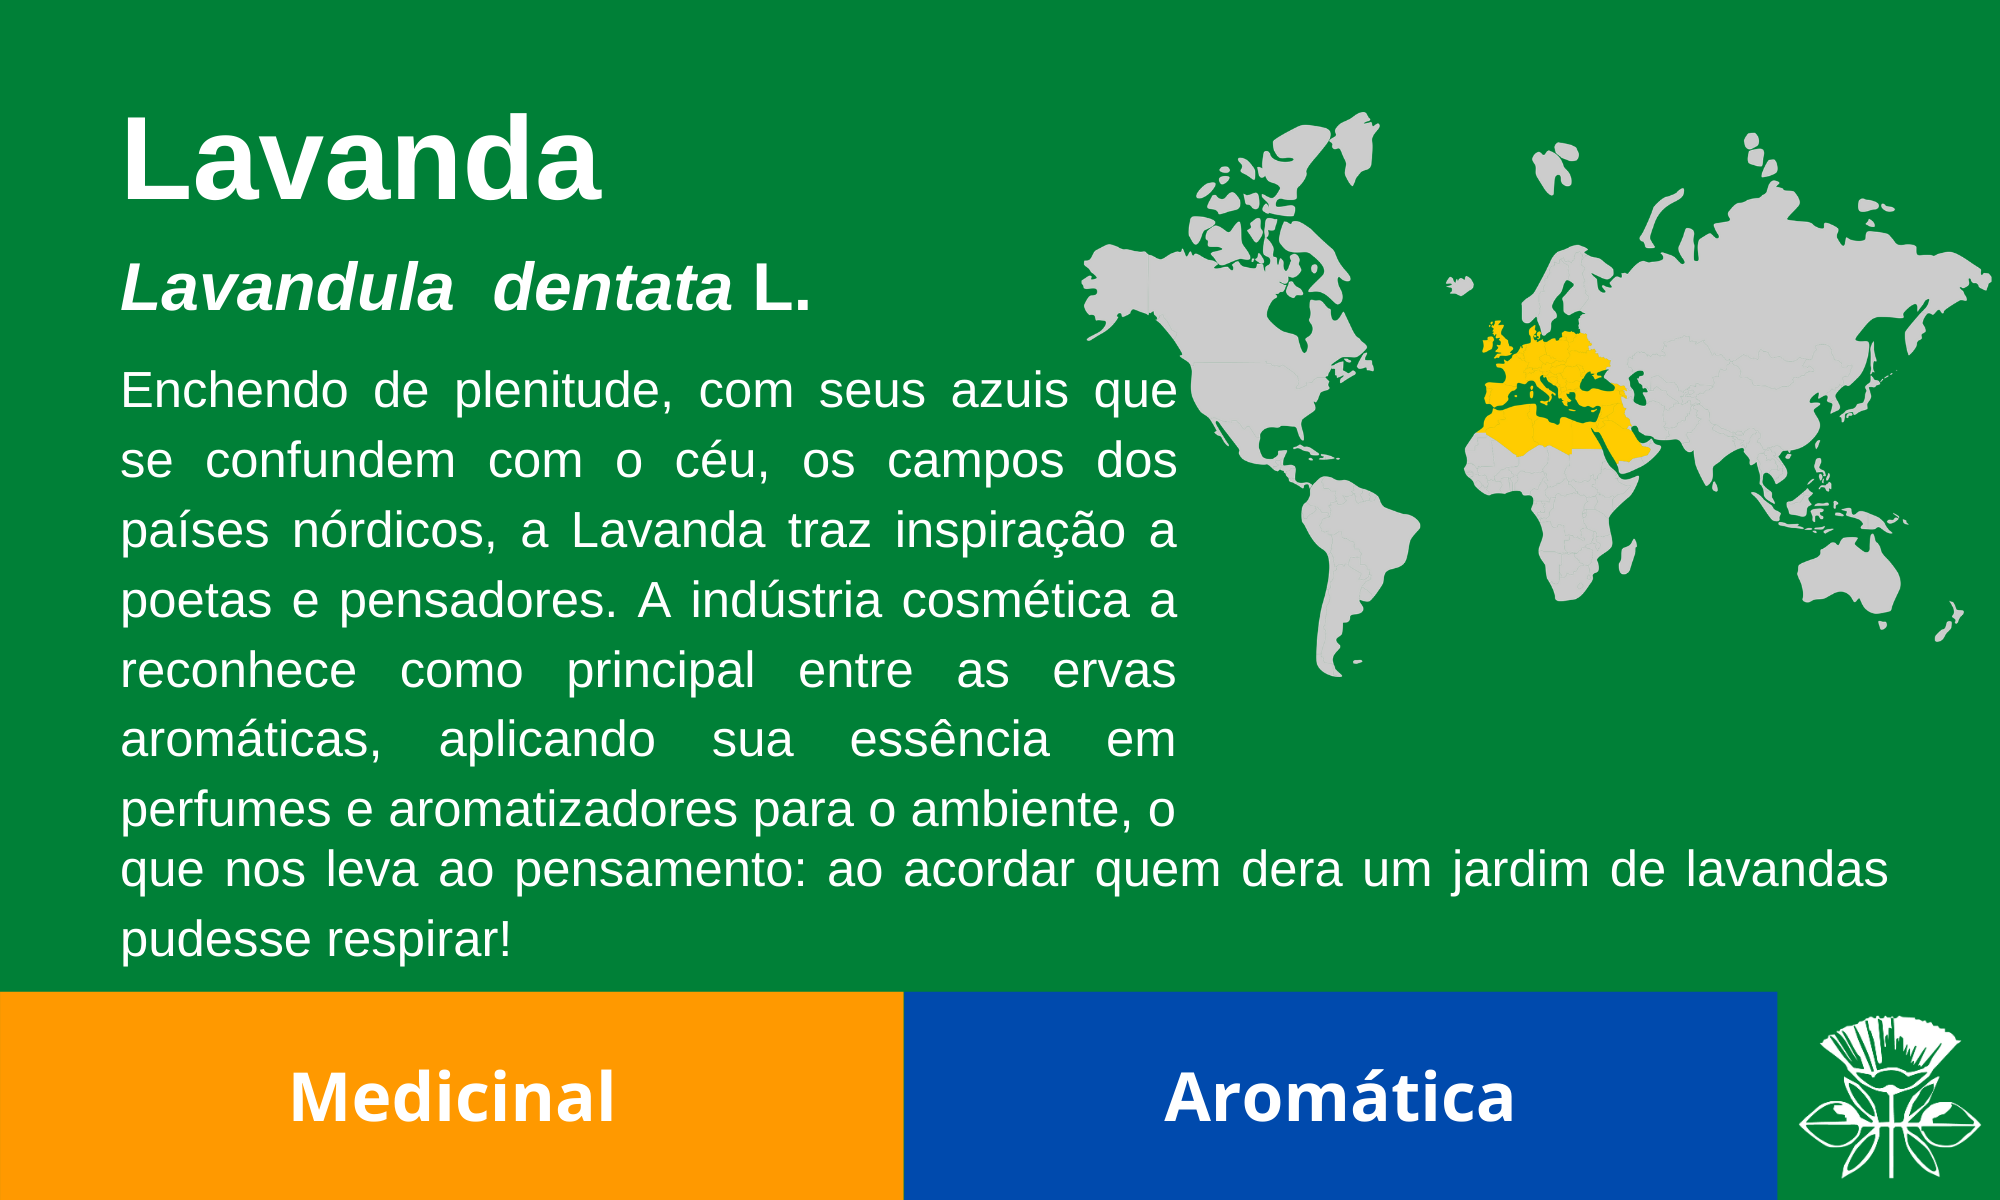 Lavanda
Lavandula dentata L.
Enchendo de plenitude, com seus azuis que
se confundem com o céu, os campos dos
países nórdicos, a Lavanda traz inspiração a
poetas e pensadores. A indústria cosmética a
reconhece como principal entre as ervas
aromáticas, aplicando sua essência em
perfumes e aromatizadores para o ambiente, o
que nos leva ao pensamento: ao acordar quem dera um jardim de lavandas
pudesse respirar!
Medicinal
Aromática